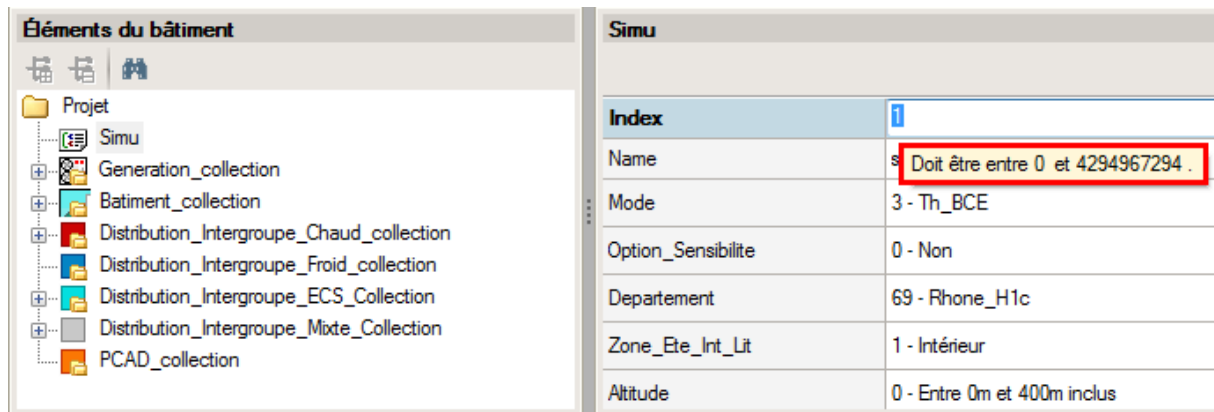 Éléments du bâtiment
Projet
Simu
Generation_collection
Batiment_collection
Distribution_Intergroupe_Chaud_collection
Distribution_Intergroupe_Froid_collection
Distribution_Intergroupe_ECS_Collection
Distribution_Intergroupe_Mixte_Collection
PCAD_collection
Simu
Index 1
Name
Doit être entre 0 et 4294967294 .
Mode 3 - Th_BCE
Option_Sensibilite 0 - Non
Departement 69 - Rhone_H1c
Zone_Ete_Int_Lit 1 - Intérieur
Altitude 0 - Entre 0m et 400m inclus